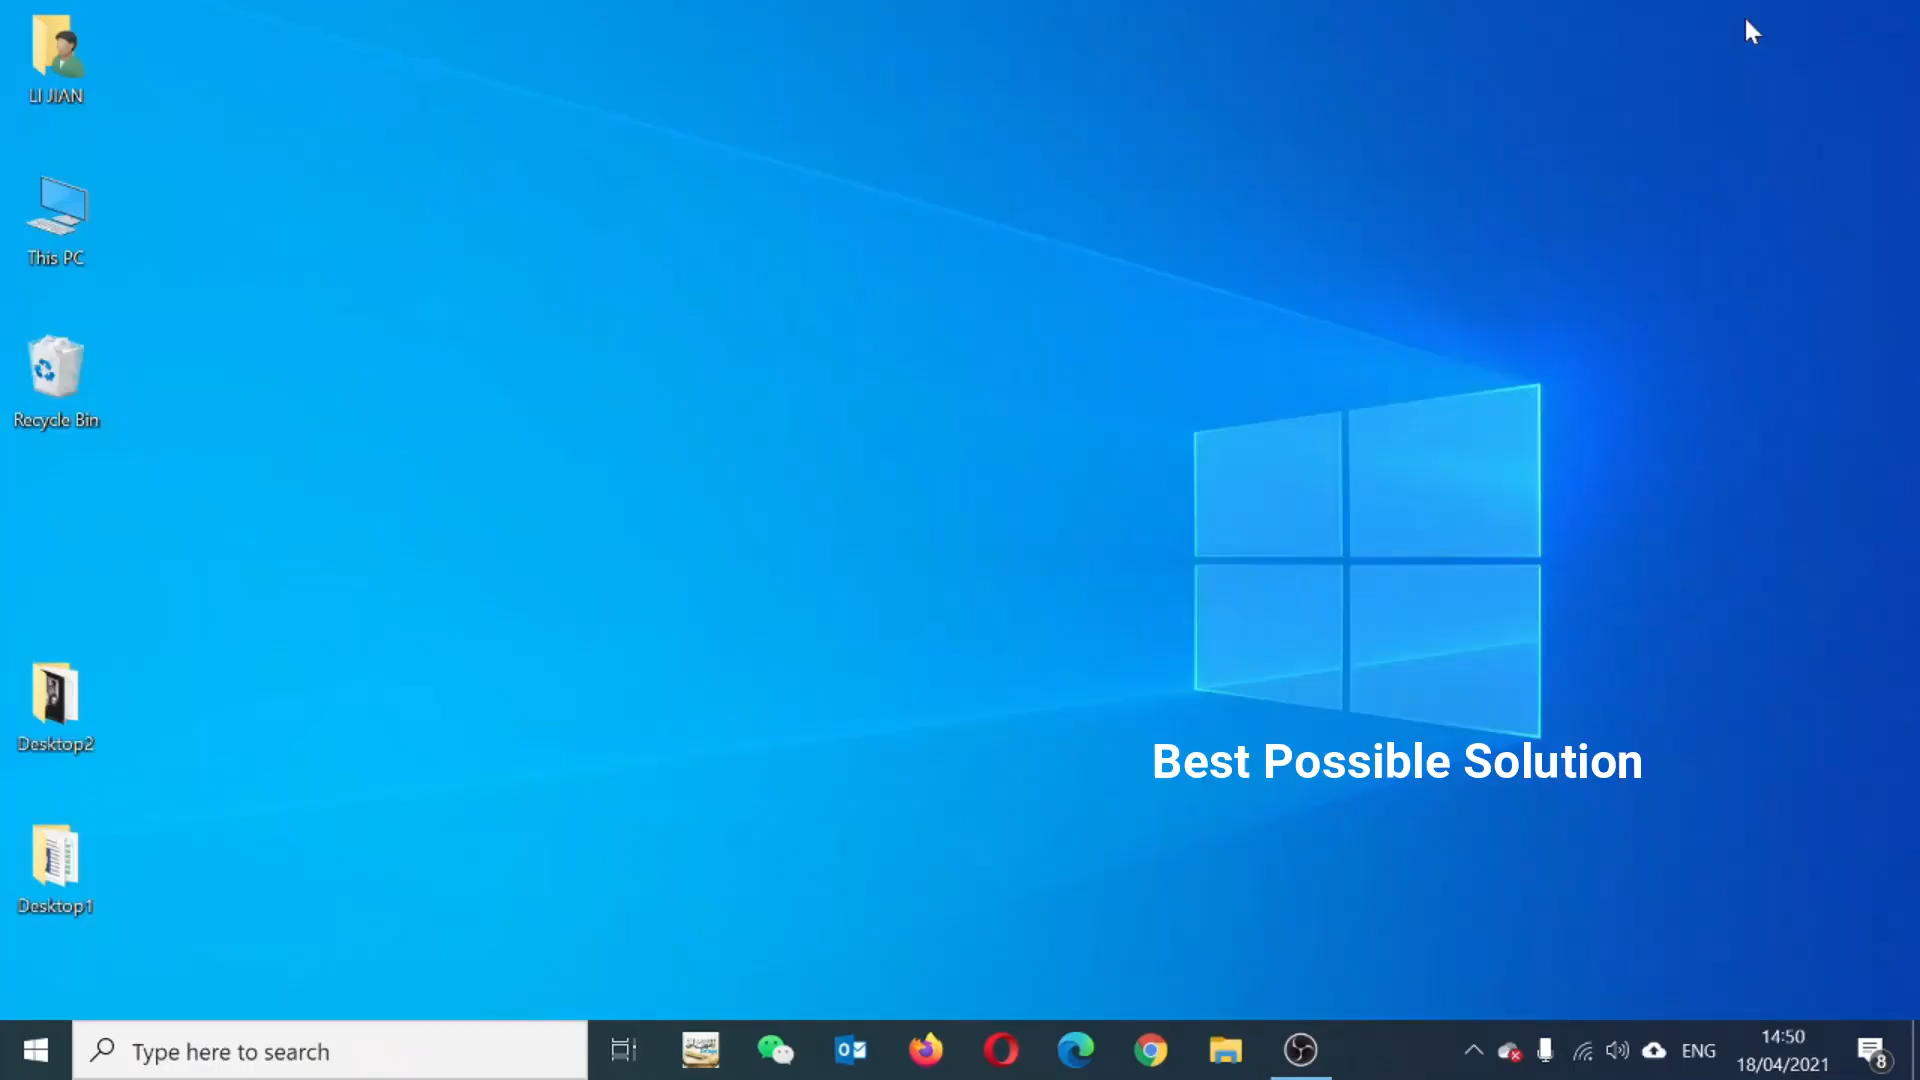 LI JIAN
This PC
Recycle Bin
Desktop2
Best Possible Solution
Desktop1
Type here to search
ENG
14:50
18/04/2021
8